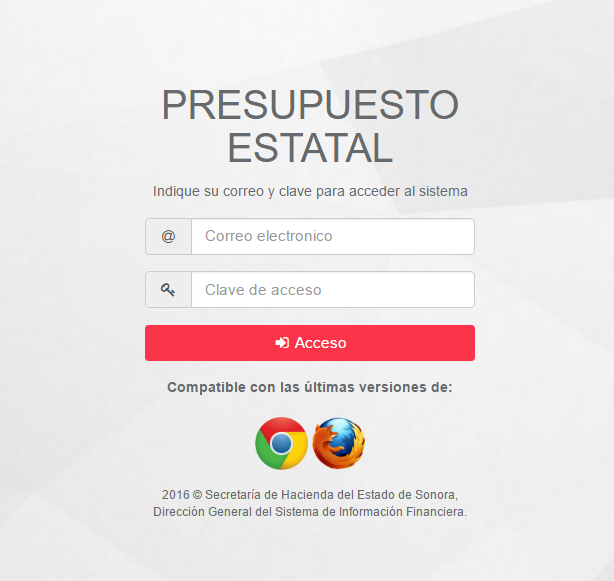 PRESUPUESTO
ESTATAL
Indique su correo y clave para acceder al sistema
@ Correo electronico
Clave de acceso
Acceso
Compatible con las últimas versiones de:
2016 © Secretaría de Hacienda del Estado de Sonora,
Dirección General del Sistema de Información Financiera.